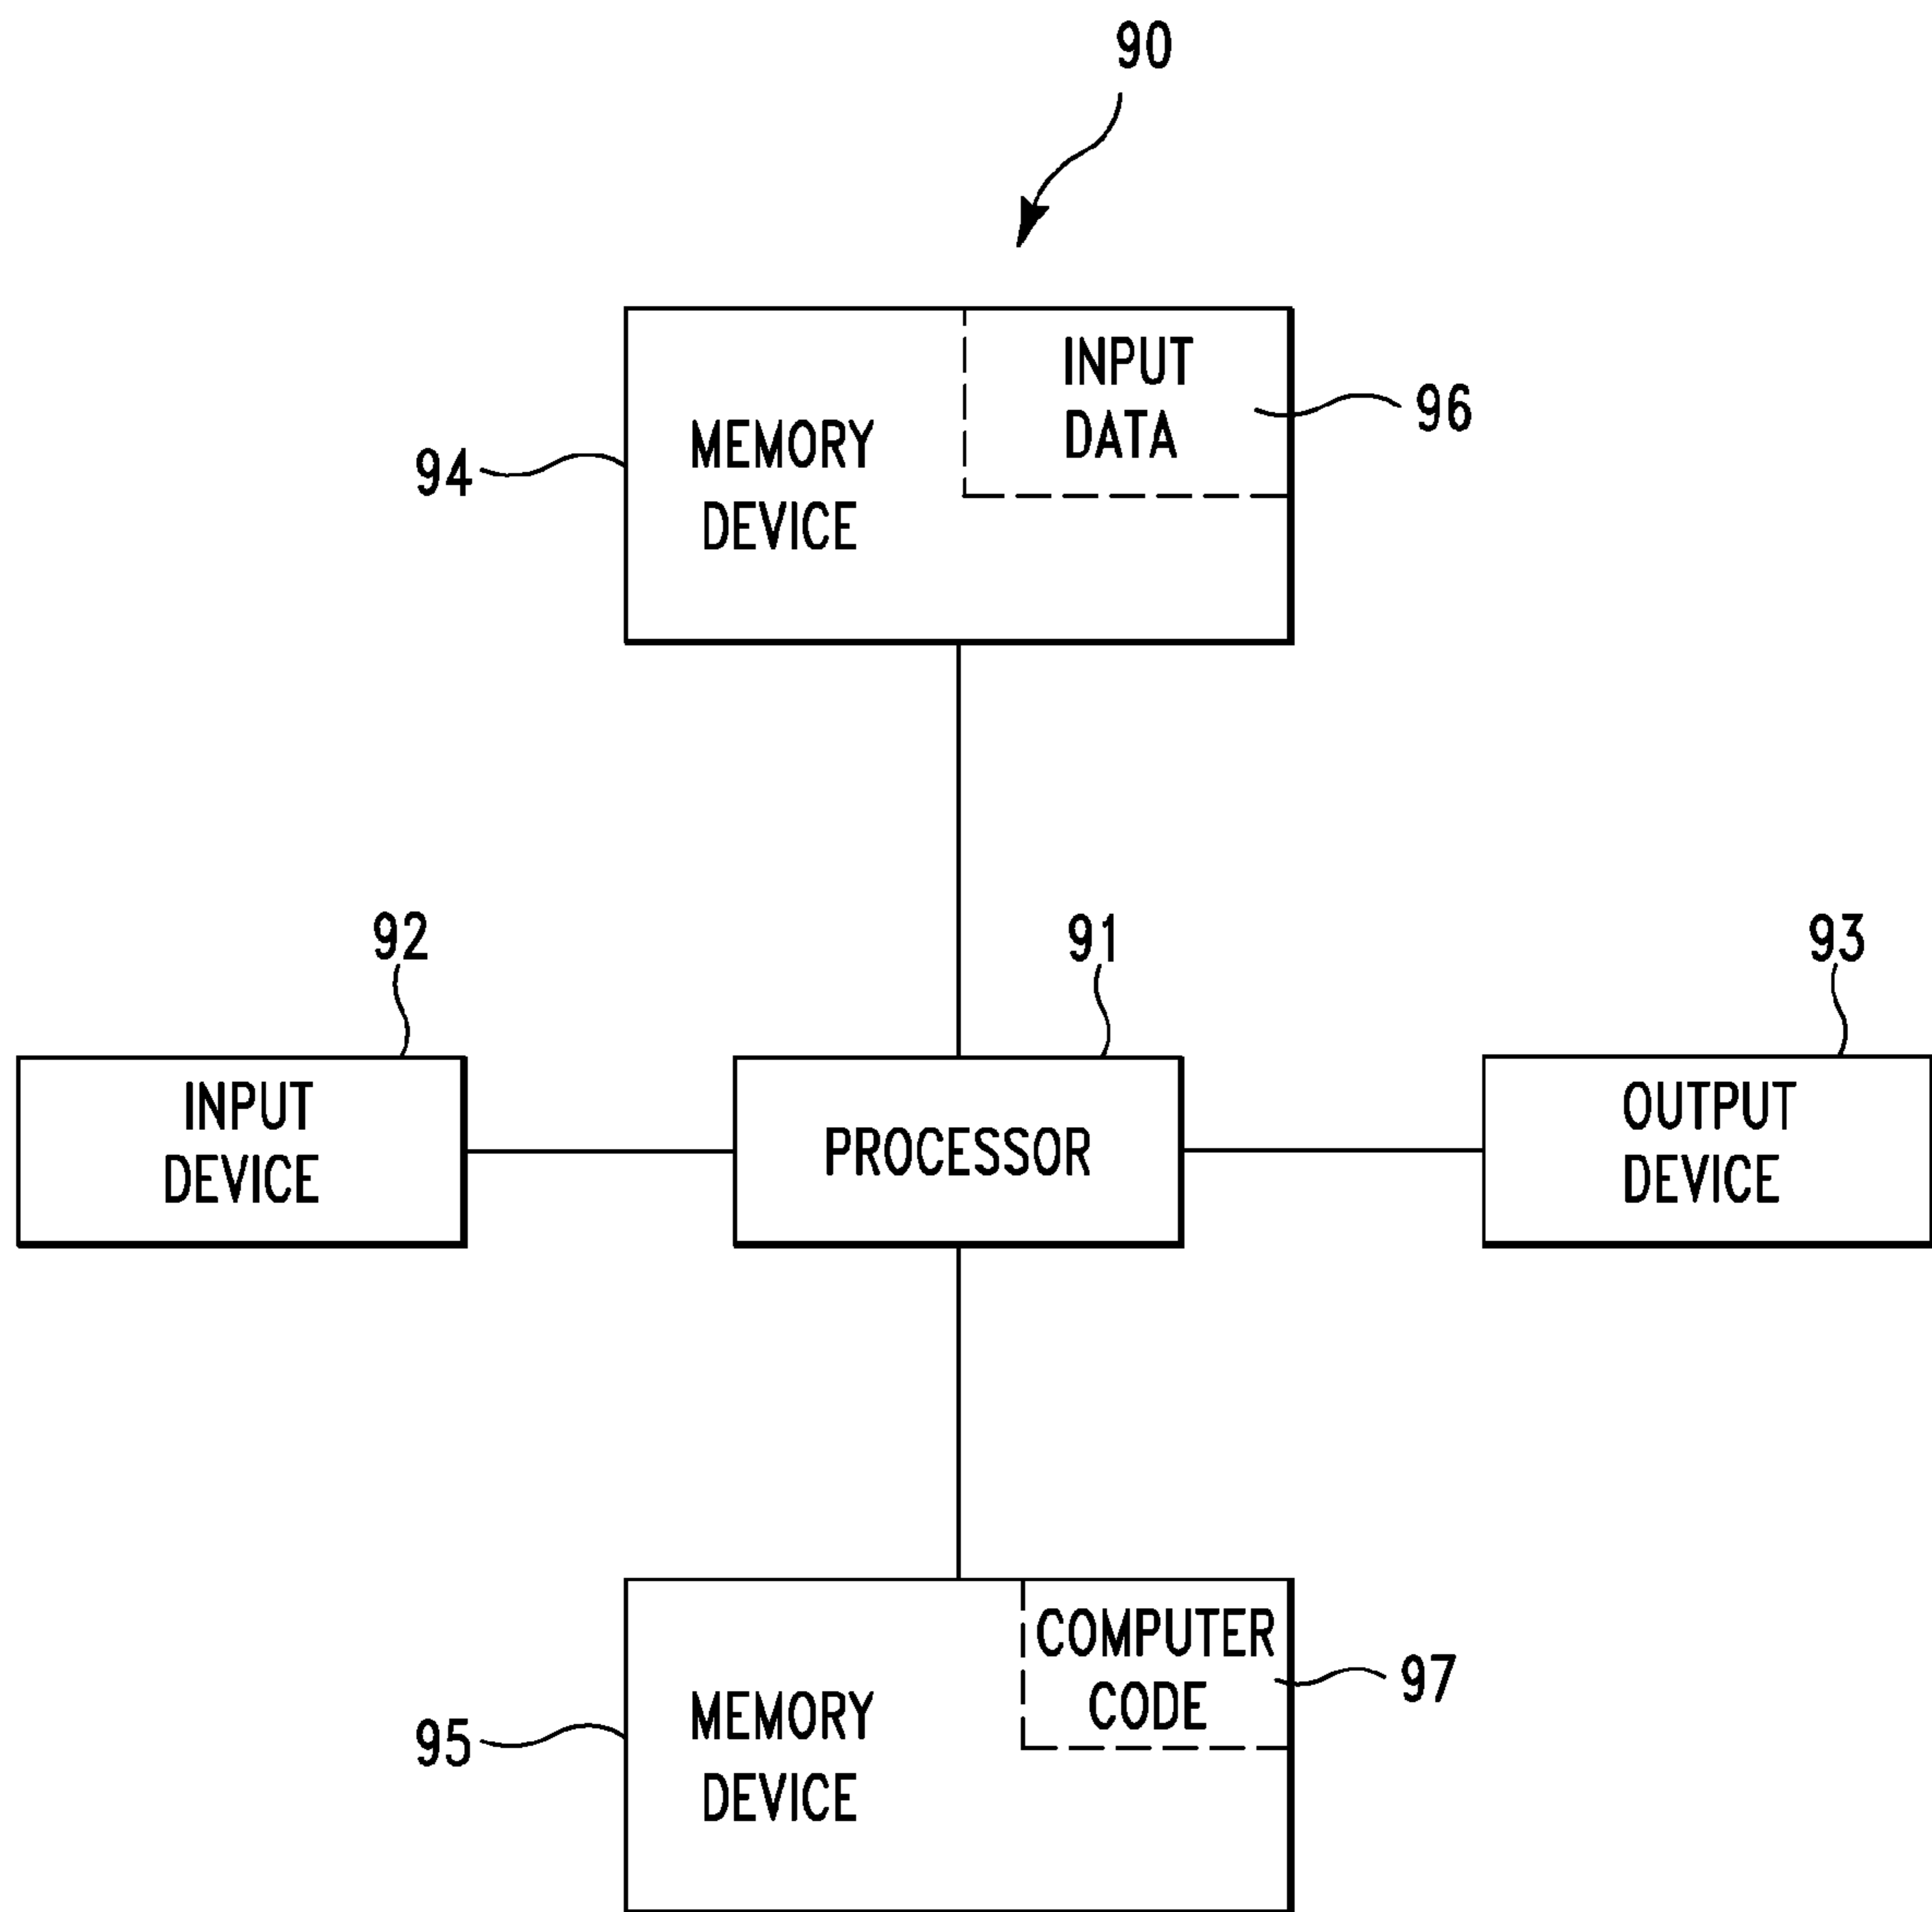 90
INPUT
DATA
96
MEMORY
DEVICE
94
92
91
93
INPUT
DEVICE
PROCESSOR
OUTPUT
DEVICE
COMPUTER
CODE
97
MEMORY
DEVICE
95